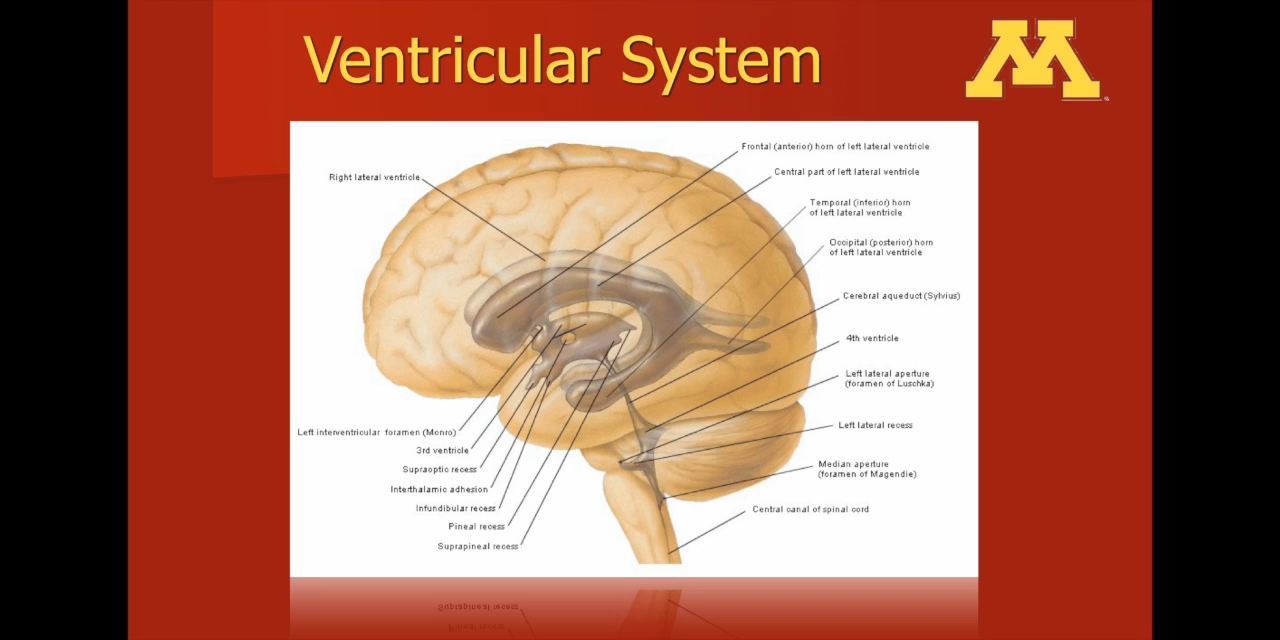 Ventricular System
M
Frontal (anterior) horn of left lateral ventricle
Central part of left lateral ventricle
Right lateral ventricle
Temporal (inferior) horn
of left lateral ventricle
Occipital (posterior) horn
of left lateral ventricle
Cerebral aqueduct (Sylvius)
4th ventricle
Left lateral aperture
(foramen of Luschka)
Left lateral recess
Median aperture
(foramen of Magendie)
Central canal of spinal cord
Left interventricular foramen (Monro)
3rd ventricle
Supraoptic recess
Interthalamic adhesion
Infundibular recess
Pineal recess
Suprapineal recess